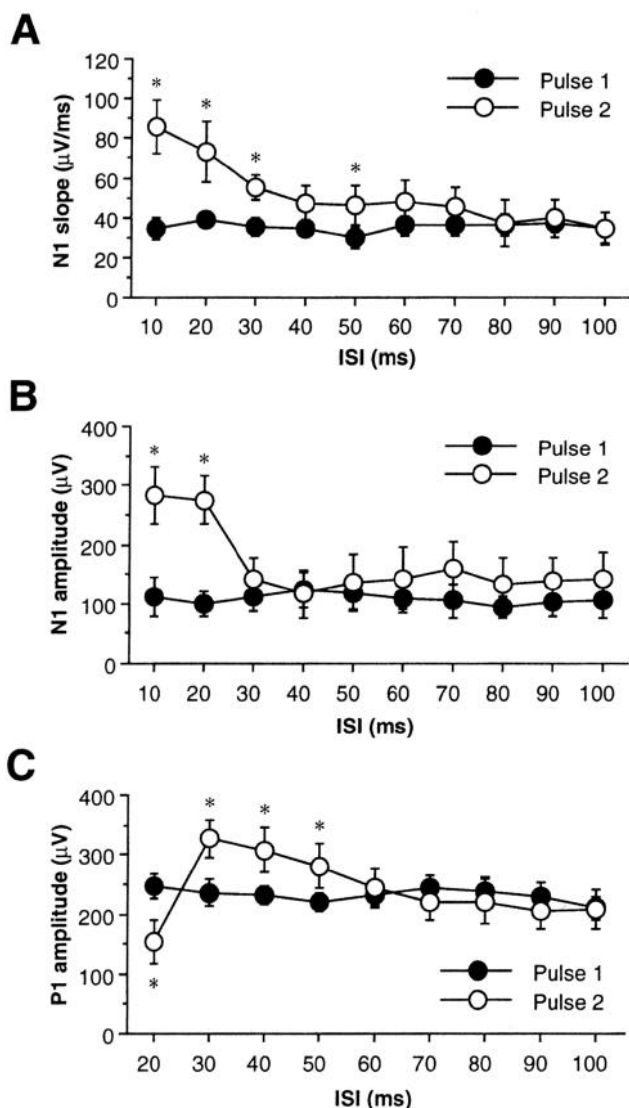 A
120
100
80
60
40
20
0
N1 slope (μV/ms)
* * * *
Pulse 1
Pulse 2
10 20 30 40 50 60 70 80 90 100
ISI (ms)
B
400
300
200
100
0
N1 amplitude (μV)
* *
Pulse 1
Pulse 2
10 20 30 40 50 60 70 80 90 100
ISI (ms)
C
400
300
200
100
0
P1 amplitude (μV)
* * *
*
Pulse 1
Pulse 2
20 30 40 50 60 70 80 90 100
ISI (ms)